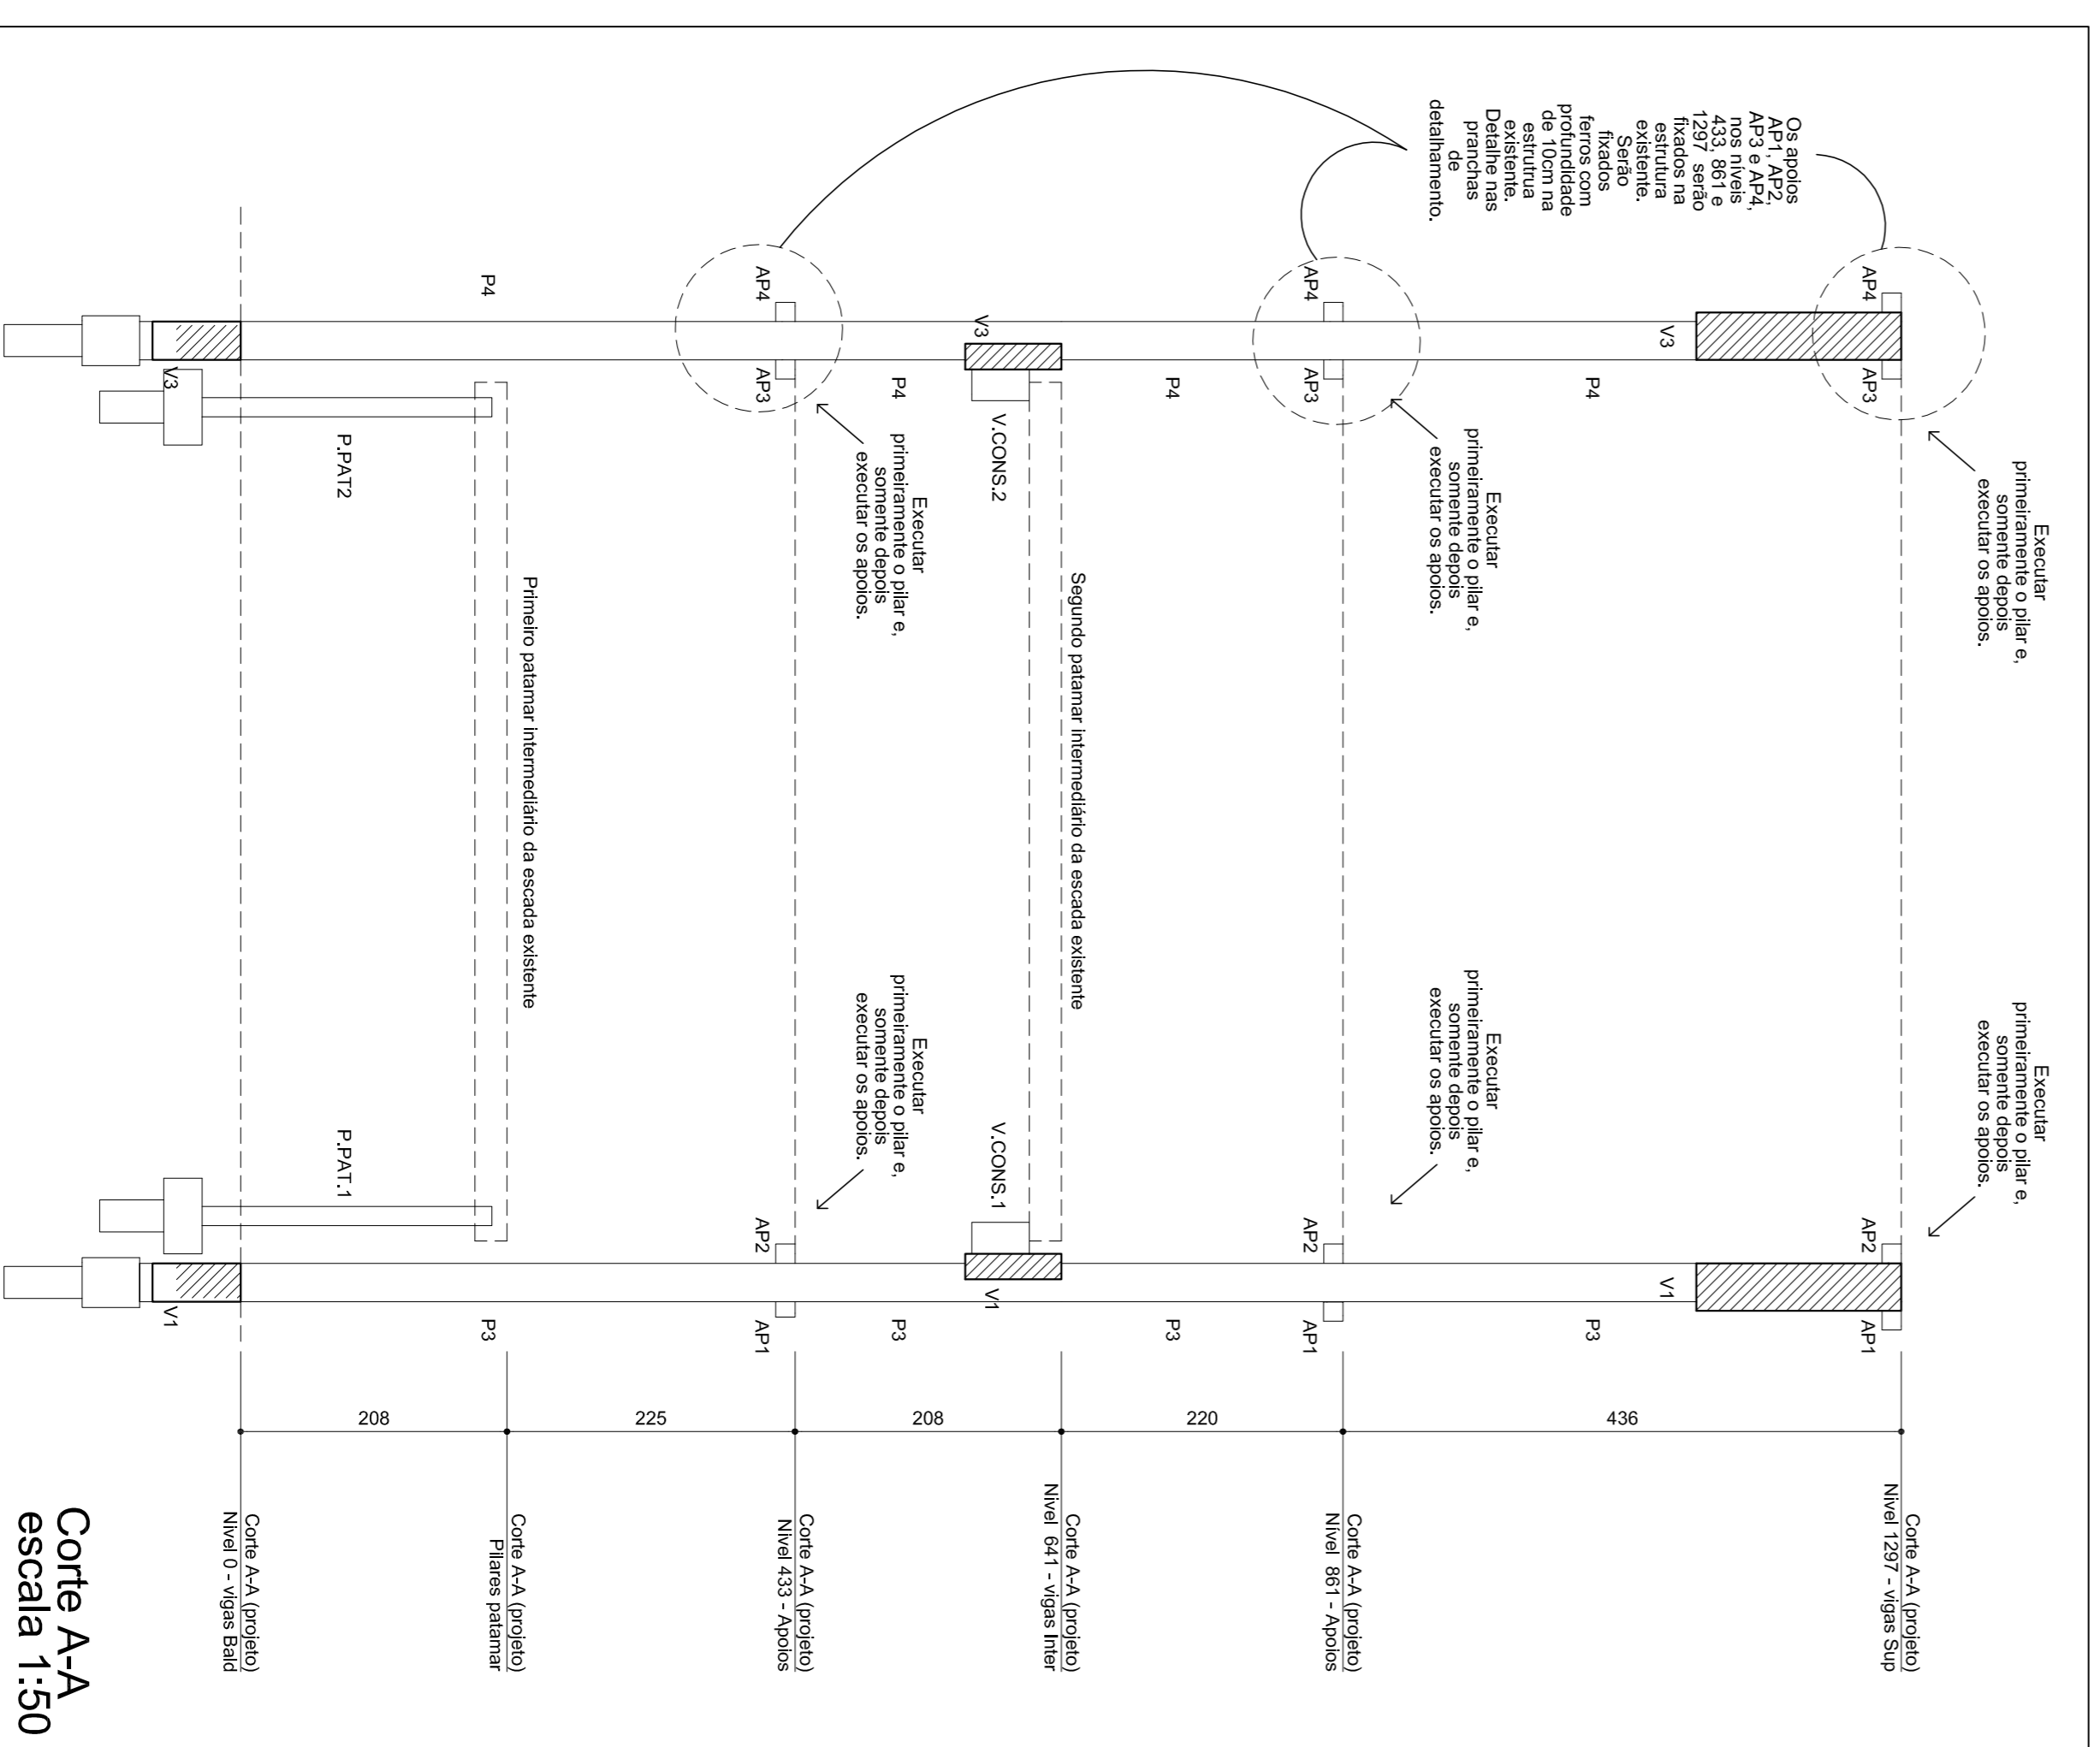 Os apoios
AP1, AP2,
AP3 e AP4,
nos níveis
433, 861 e
1297 serão
fixados na
estrutura
existente.
Serão
fixados
ferros com
profundidade
de 10cm na
estrutrua
existente.
Detalhe nas
pranchas
de
detalhamento.
Executar
primeiramente o pilar e,
somente depois
executar os apoios.
Executar
primeiramente o pilar e,
somente depois
executar os apoios.
AP4
AP3
V3
AP2
AP1
V1
P4
P3
Executar
primeiramente o pilar e,
somente depois
executar os apoios.
Executar
primeiramente o pilar e,
somente depois
executar os apoios.
AP4
AP3
AP2
AP1
P4
P3
Segundo patamar intermediário da escada existente
V3
V.CONS.2
V.CONS.1
V1
Executar
primeiramente o pilar e,
somente depois
executar os apoios.
Executar
primeiramente o pilar e,
somente depois
executar os apoios.
P4
P3
AP4
AP3
AP2
AP1
Primeiro patamar intermediário da escada existente
P4
P3
P.PAT2
P.PAT.1
V3
V1
436
220
208
225
208
Corte A-A (projeto)
Nivel 1297 - vigas Sup
Corte A-A (projeto)
Nível 861 - Apoios
Corte A-A (projeto)
Nivel 641 - vigas Inter
Corte A-A (projeto)
Nivel 433 - Apoios
Corte A-A (projeto)
Pilares patamar
Corte A-A (projeto)
Nivel 0 - vigas Bald
Corte A-A
escala 1:50